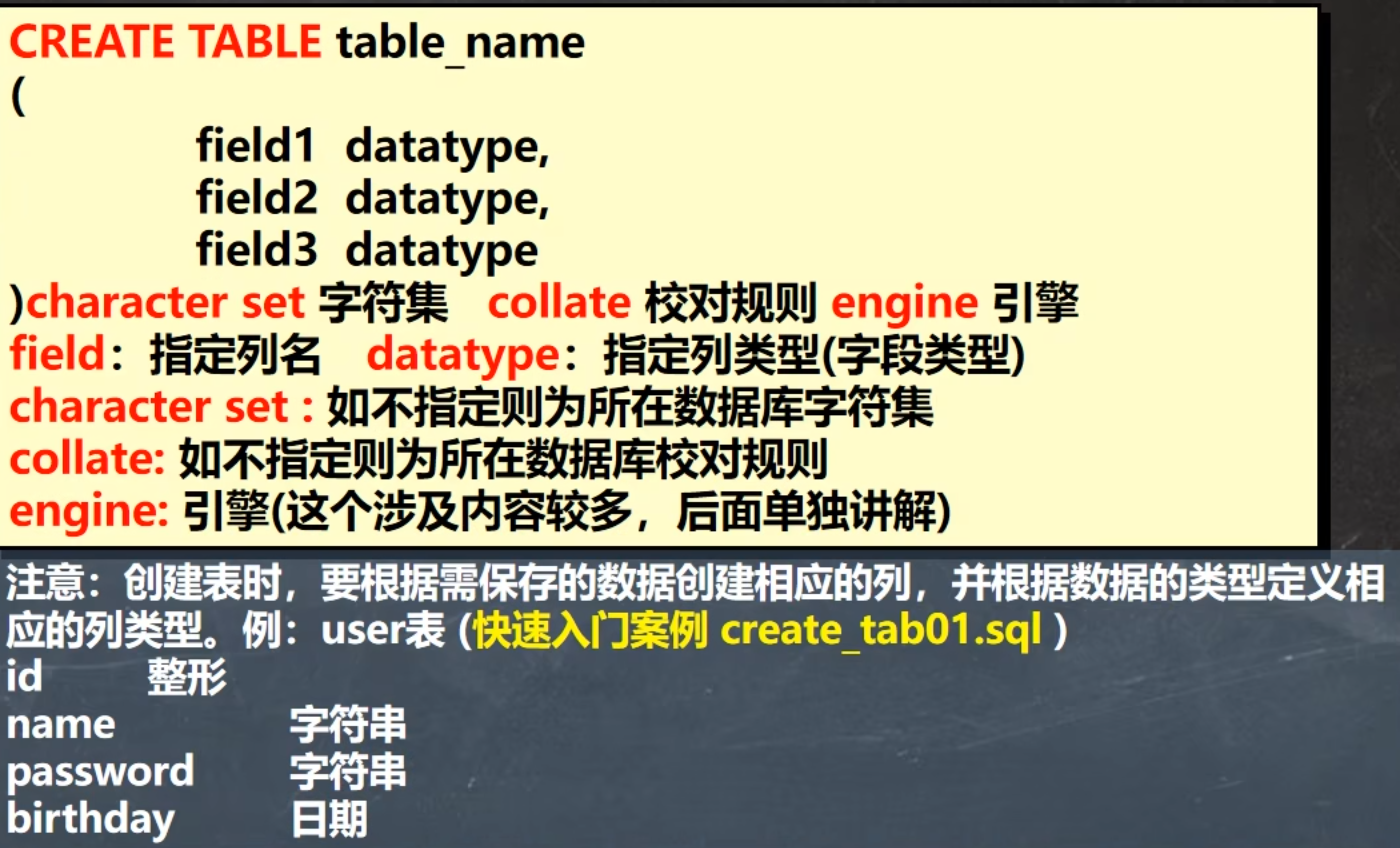 CREATE TABLE table_name
(
field1 datatype,
field2 datatype,
field3 datatype
)character set 字符集 collate 校对规则 engine 引擎
field：指定列名 datatype：指定列类型(字段类型)
character set : 如不指定则为所在数据库字符集
collate: 如不指定则为所在数据库校对规则
engine: 引擎(这个涉及内容较多，后面单独讲解)
注意：创建表时，要根据需保存的数据创建相应的列，并根据数据的类型定义相
应的列类型。例：user表 (快速入门案例 create_tab01.sql )
id 整形
name 字符串
password 字符串
birthday 日期